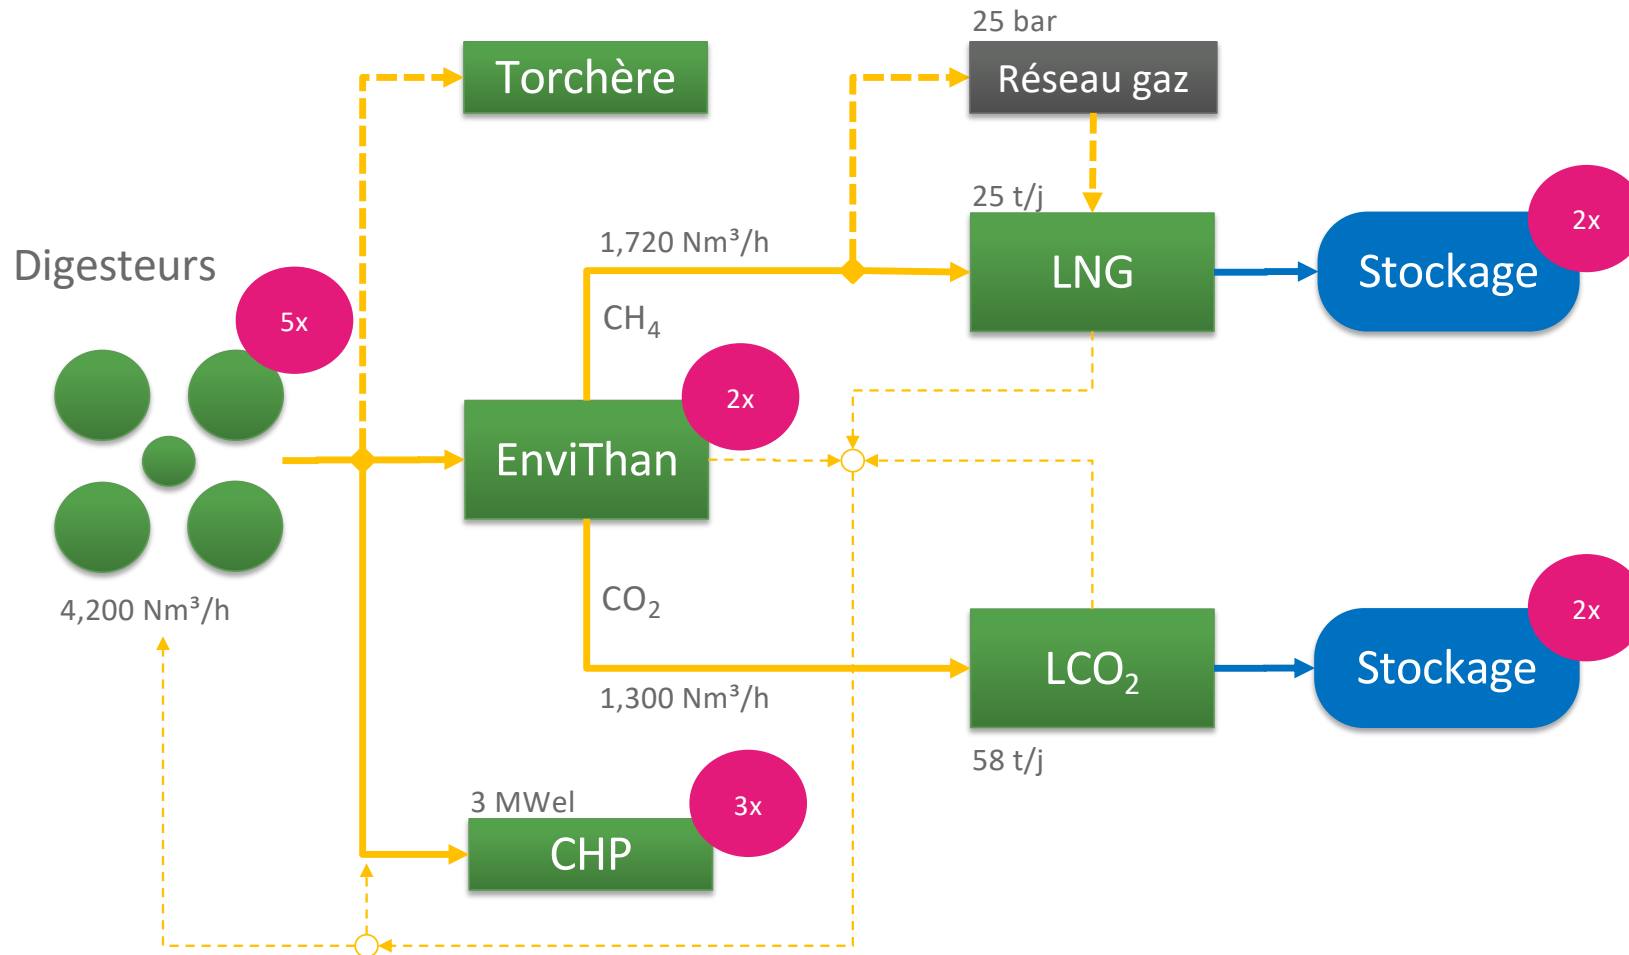 25 bar
Torchère
Réseau gaz
25 t/j
2x
1,720 Nm³/h
Digesteurs
LNG
Stockage
5x
CH₄
2x
EnviThan
CO₂
4,200 Nm³/h
2x
LCO₂
Stockage
1,300 Nm³/h
58 t/j
3 MWel
3x
CHP